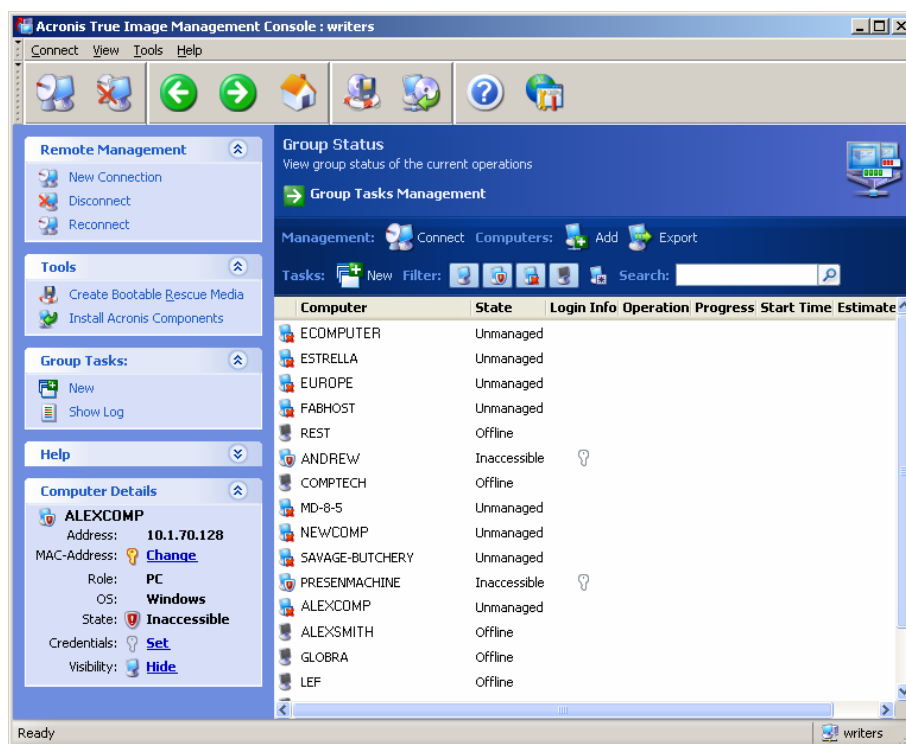 Acronis True Image Management Console : writers
Connect View Tools Help
Remote Management
New Connection
Disconnect
Reconnect
Tools
Create Bootable Rescue Media
Install Acronis Components
Group Tasks:
New
Show Log
Help
Computer Details
ALEXCOMP
Address: 10.1.70.128
MAC-Address: Change
Role: PC
OS: Windows
State: Inaccessible
Credentials: Set
Visibility: Hide
Group Status
View group status of the current operations
Group Tasks Management
Management: Connect Computers: Add Export
Tasks: New Filter: Search:
Computer State Login Info Operation Progress Start Time Estimate
ECOMPUTER Unmanaged
ESTRELLA Unmanaged
EUROPE Unmanaged
FABHOST Unmanaged
REST Offline
ANDREW Inaccessible
COMPTECH Offline
MD-8-5 Unmanaged
NEWCOMP Unmanaged
SAVAGE-BUTCHERY Unmanaged
PRESENMACHINE Inaccessible
ALEXCOMP Unmanaged
ALEXSMITH Offline
GLOBRA Offline
LEF Offline
Ready writers